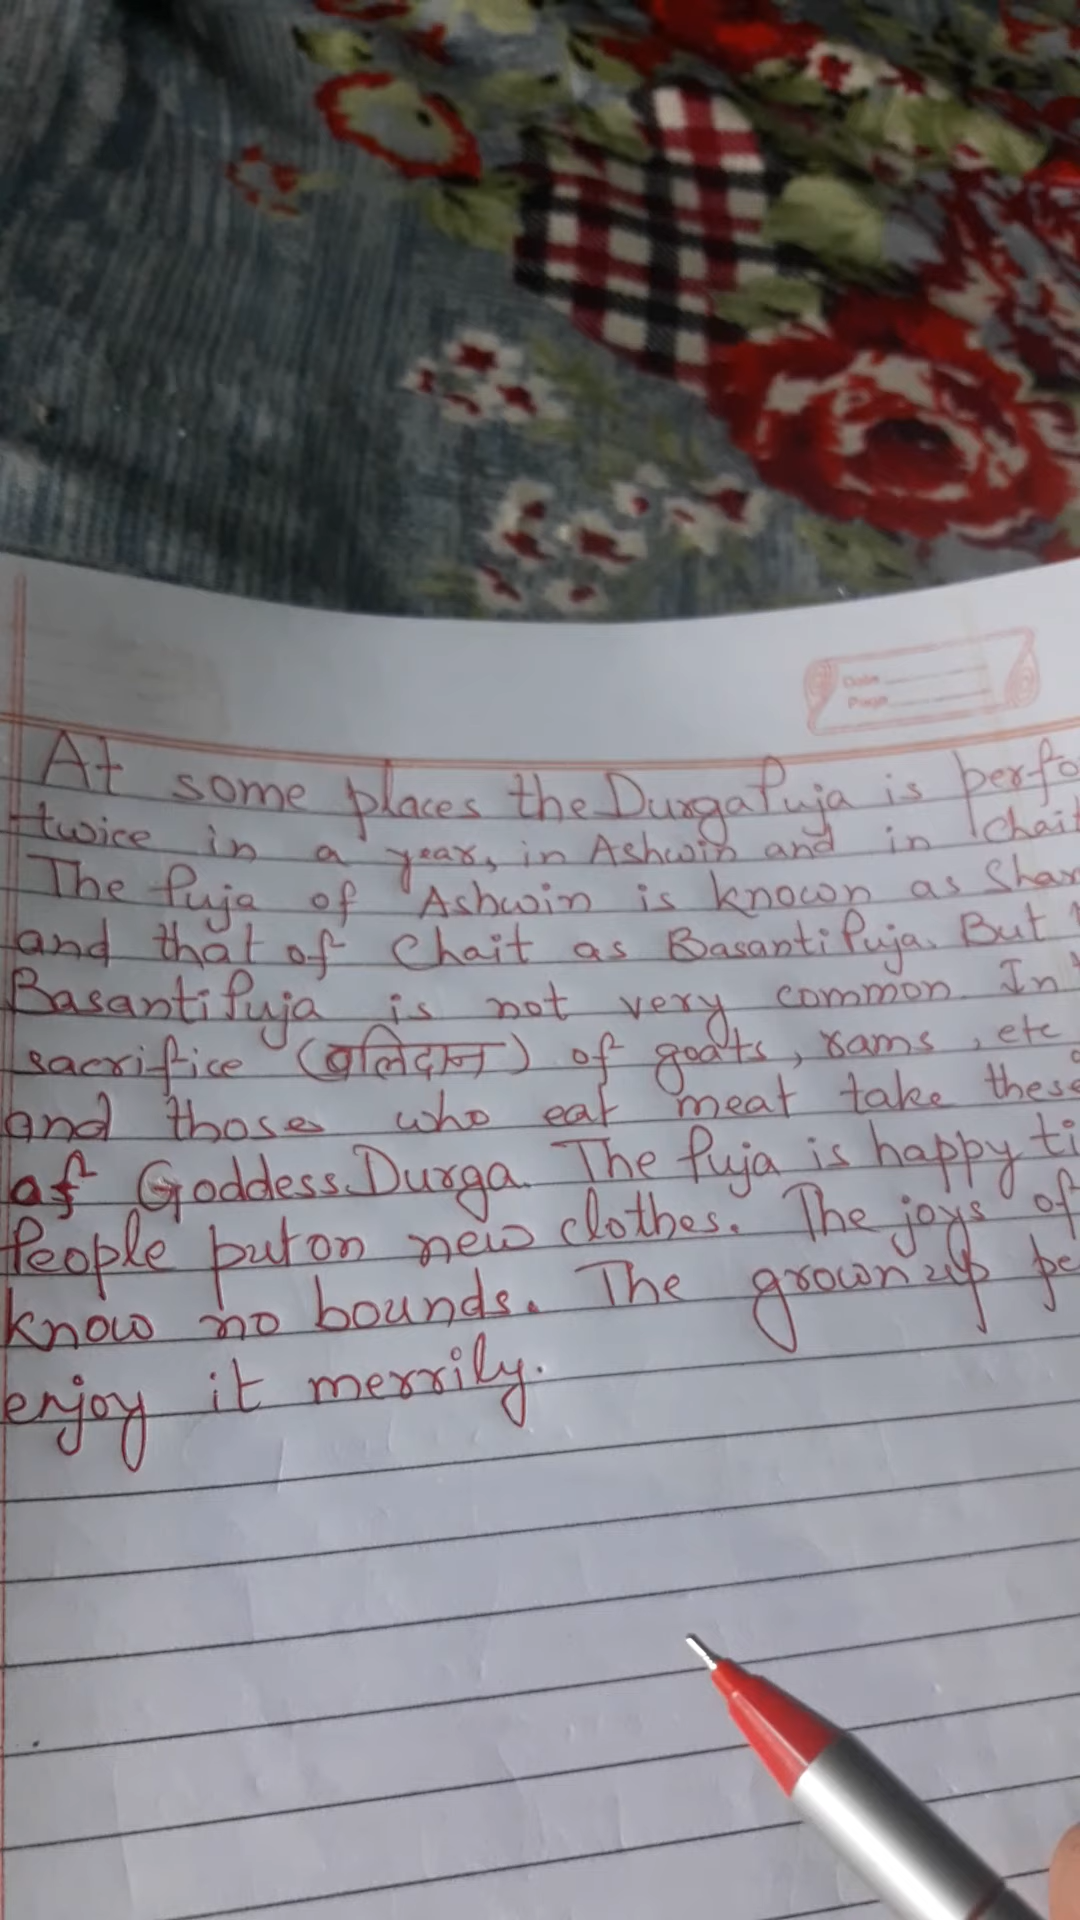 Date
Page
At some places the Durga Puja is perfo
twice in a year, in Ashwin and in Chait
The Puja of Ashwin is known as Shar
and that of Chait as Basanti Puja. But
Basanti Puja is not very common. In
sacrifice (बलिदान) of goats, rams, etc
and those who eat meat take these
of Goddess Durga. The Puja is happy ti
People put on new clothes. The joys of
know no bounds. The grown up pe
enjoy it merrily.